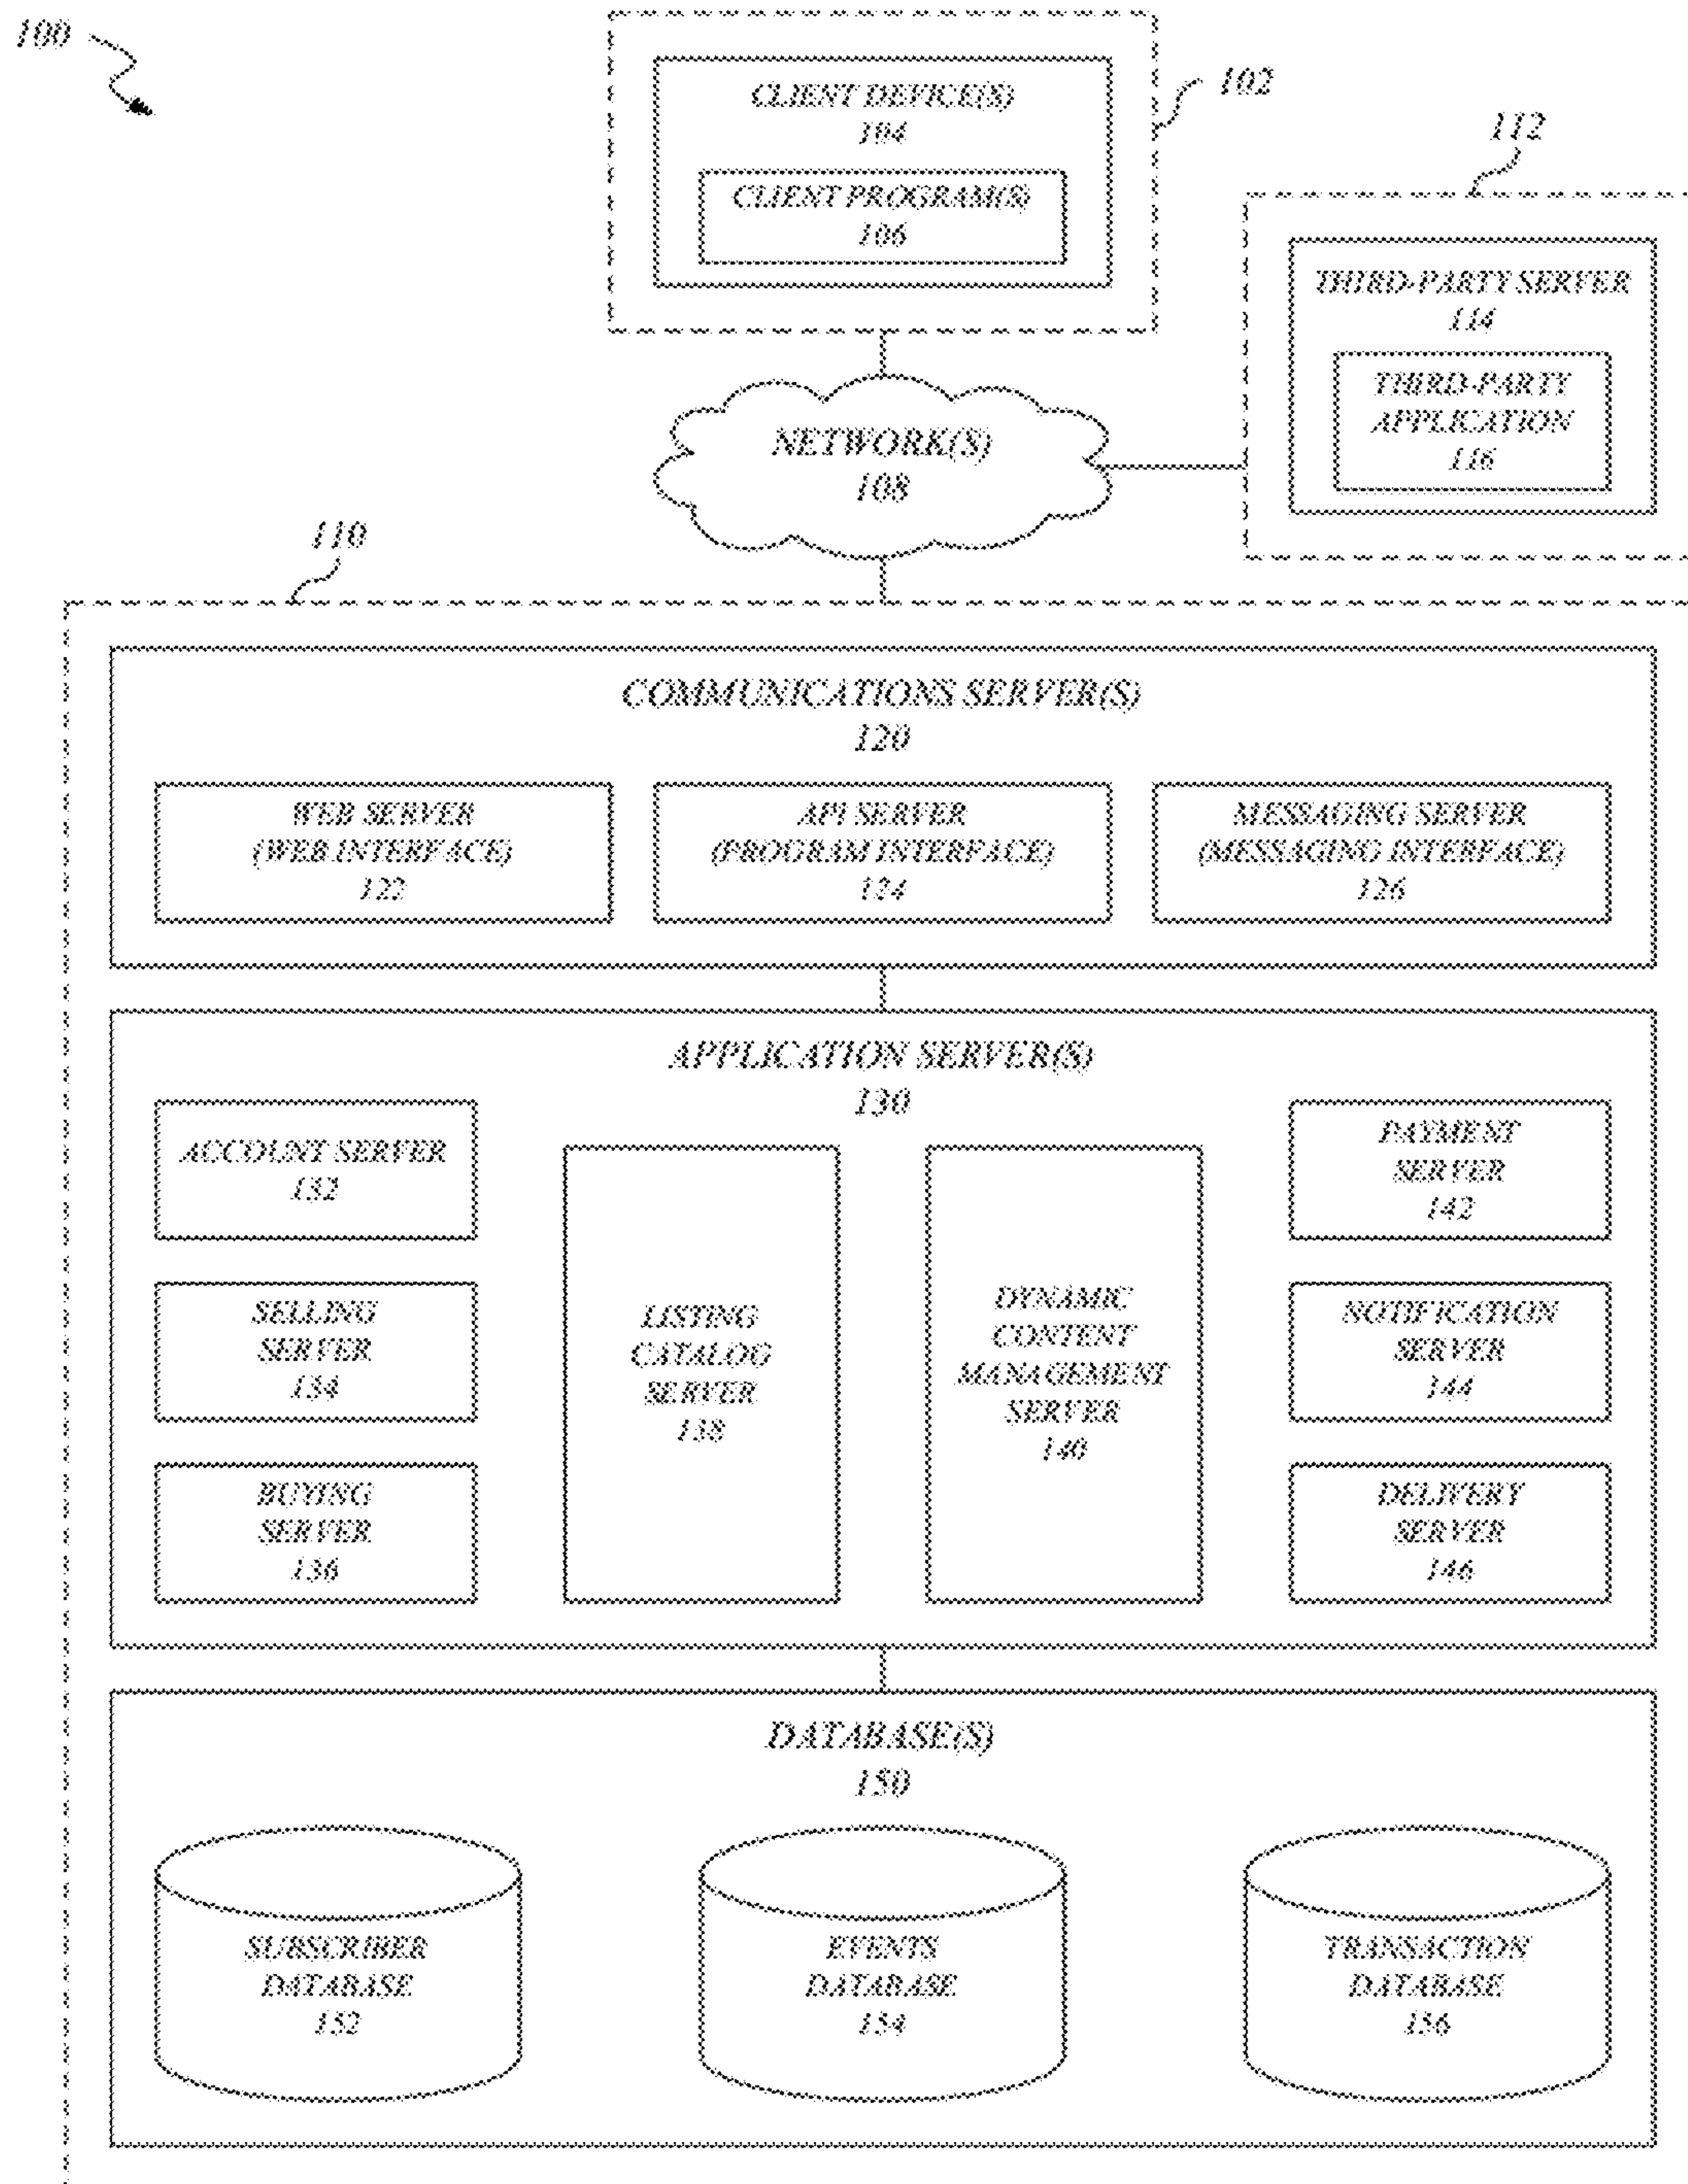 100
102
CLIENT DEVICE(S)
104
CLIENT PROGRAM(S)
106
112
THIRD-PARTY SERVER
114
THIRD-PARTY
APPLICATION
116
NETWORK(S)
108
110
COMMUNICATIONS SERVER(S)
120
WEB SERVER
(WEB INTERFACE)
122
API SERVER
(PROGRAM INTERFACE)
124
MESSAGING SERVER
(MESSAGING INTERFACE)
126
APPLICATION SERVER(S)
130
ACCOUNT SERVER
132
SELLING
SERVER
134
BUYING
SERVER
136
LISTING
CATALOG
SERVER
138
DYNAMIC
CONTENT
MANAGEMENT
SERVER
140
PAYMENT
SERVER
142
NOTIFICATION
SERVER
144
DELIVERY
SERVER
146
DATABASE(S)
150
SUBSCRIBER
DATABASE
152
EVENTS
DATABASE
154
TRANSACTION
DATABASE
156